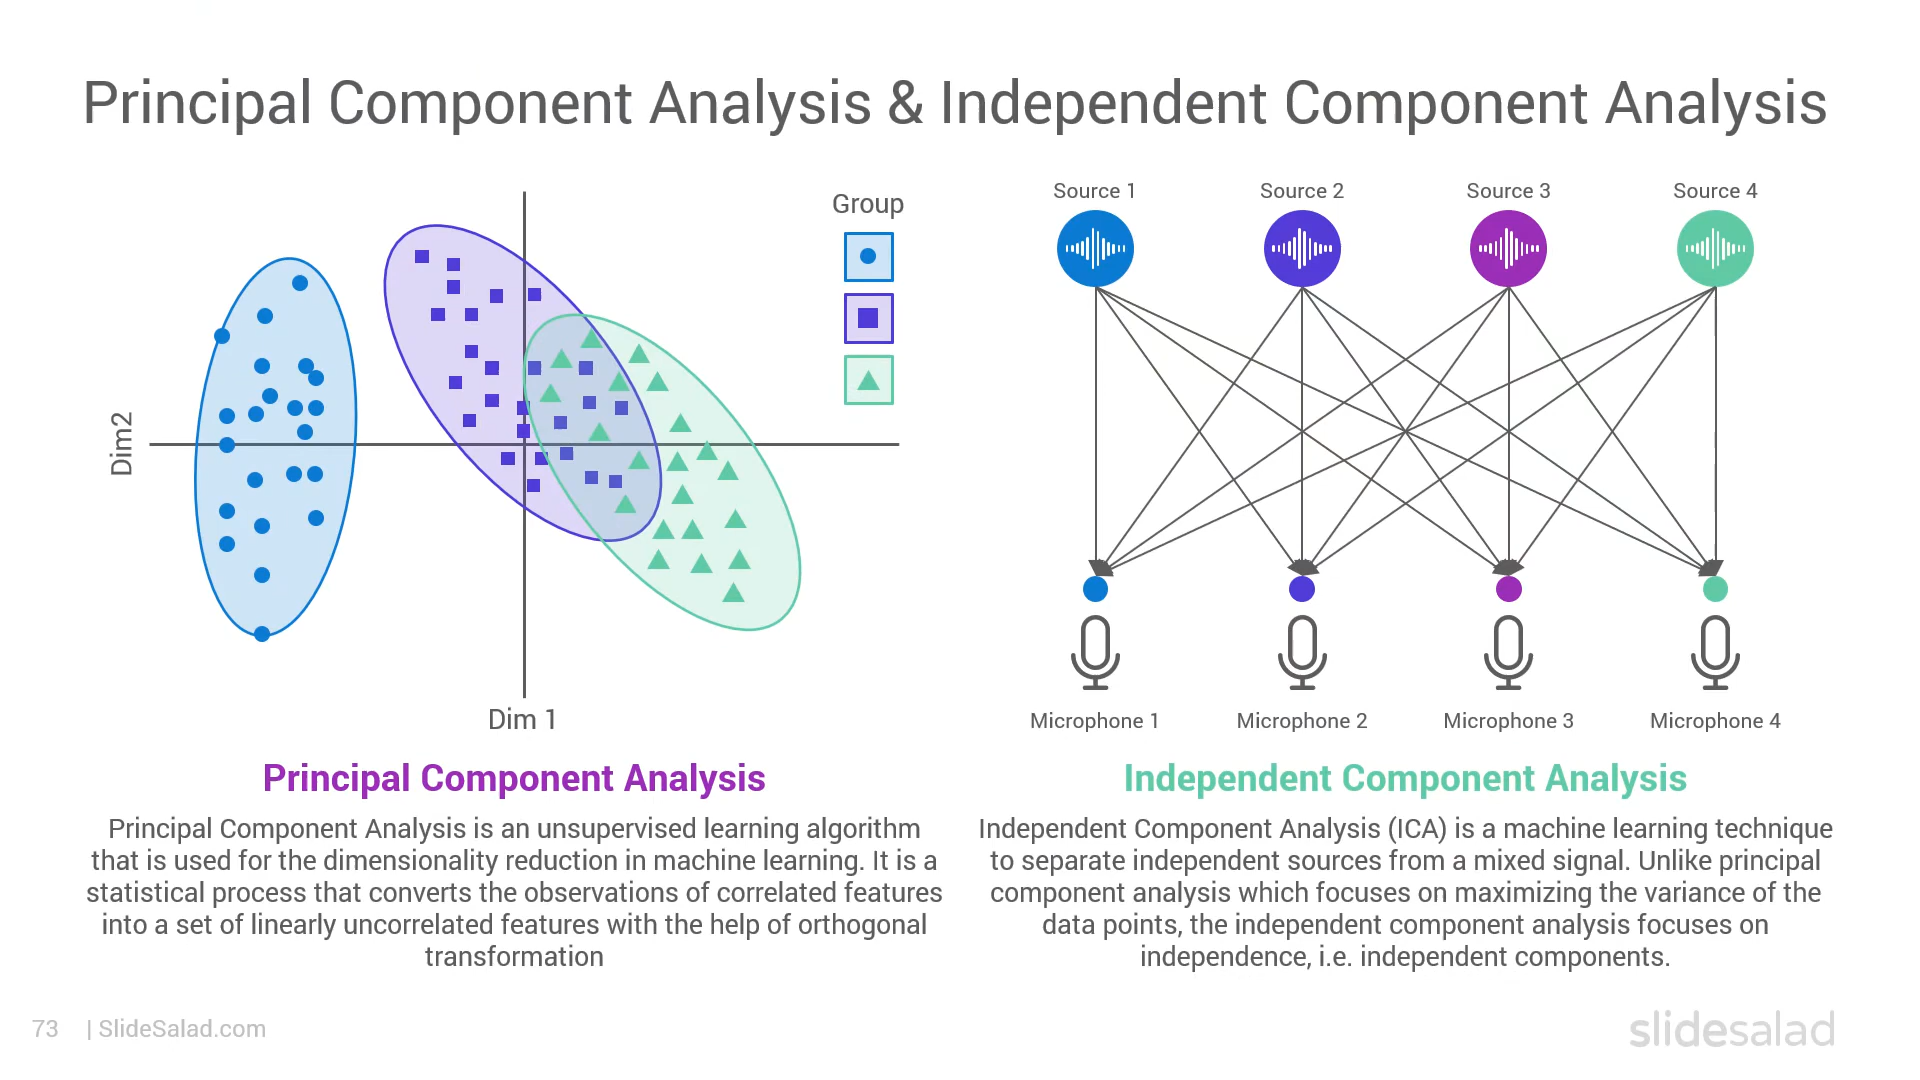 Principal Component Analysis & Independent Component Analysis
Group
Dim2
Dim 1
Source 1
Source 2
Source 3
Source 4
Microphone 1
Microphone 2
Microphone 3
Microphone 4
Principal Component Analysis
Principal Component Analysis is an unsupervised learning algorithm
that is used for the dimensionality reduction in machine learning. It is a
statistical process that converts the observations of correlated features
into a set of linearly uncorrelated features with the help of orthogonal
transformation
Independent Component Analysis
Independent Component Analysis (ICA) is a machine learning technique
to separate independent sources from a mixed signal. Unlike principal
component analysis which focuses on maximizing the variance of the
data points, the independent component analysis focuses on
independence, i.e. independent components.
73 | SlideSalad.com
slidesalad